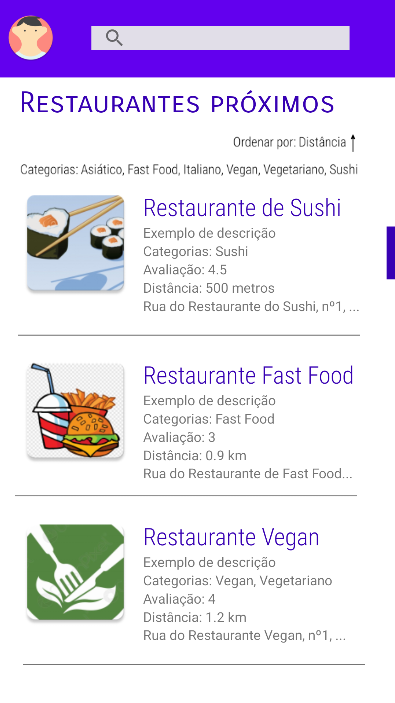 Restaurantes próximos
Ordenar por: Distância
Categorias: Asiático, Fast Food, Italiano, Vegan, Vegetariano, Sushi
Restaurante de Sushi
Exemplo de descrição
Categorias: Sushi
Avaliação: 4.5
Distância: 500 metros
Rua do Restaurante do Sushi, nº1, ...
Restaurante Fast Food
Exemplo de descrição
Categorias: Fast Food
Avaliação: 3
Distância: 0.9 km
Rua do Restaurante de Fast Food...
Restaurante Vegan
Exemplo de descrição
Categorias: Vegan, Vegetariano
Avaliação: 4
Distância: 1.2 km
Rua do Restaurante Vegan, nº1, ...